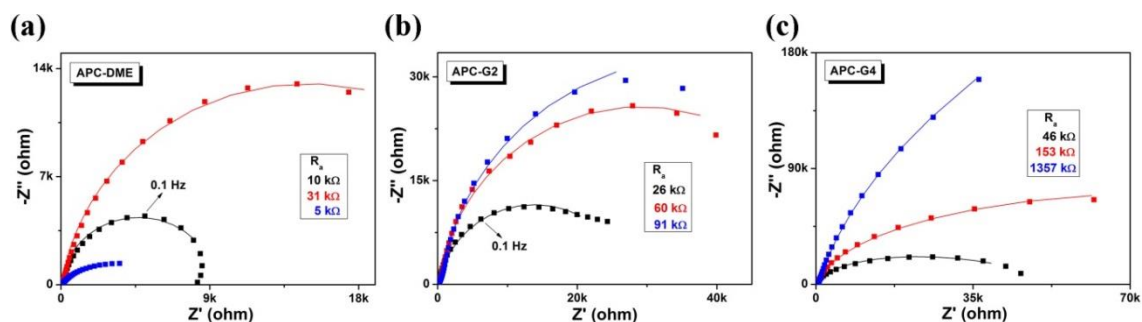 (a)
APC-DME
14k
7k
0
0.1 Hz
Ra
10 kΩ
31 kΩ
5 kΩ
0
9k
18k
-Z'' (ohm)
Z' (ohm)
(b)
APC-G2
30k
15k
0
0.1 Hz
Ra
26 kΩ
60 kΩ
91 kΩ
0
20k
40k
-Z'' (ohm)
Z' (ohm)
(c)
APC-G4
180k
90k
0
Ra
46 kΩ
153 kΩ
1357 kΩ
0
35k
70k
-Z'' (ohm)
Z' (ohm)